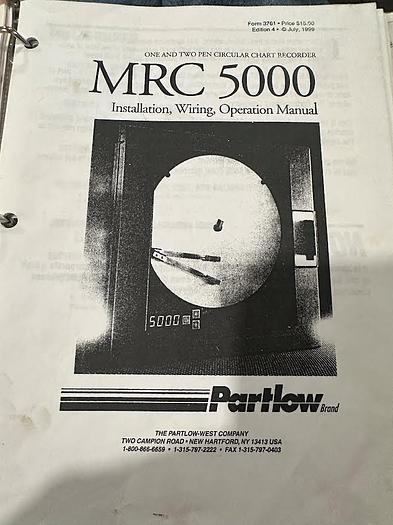 Form 3761 • Price $15.00
Edition 4 • © July, 1999
ONE AND TWO PEN CIRCULAR CHART RECORDER
MRC 5000
Installation, Wiring, Operation Manual
5000
Partlow Brand
THE PARTLOW-WEST COMPANY
TWO CAMPION ROAD • NEW HARTFORD, NY 13413 USA
1-800-866-6659 • 1-315-797-2222 • FAX 1-315-797-0403